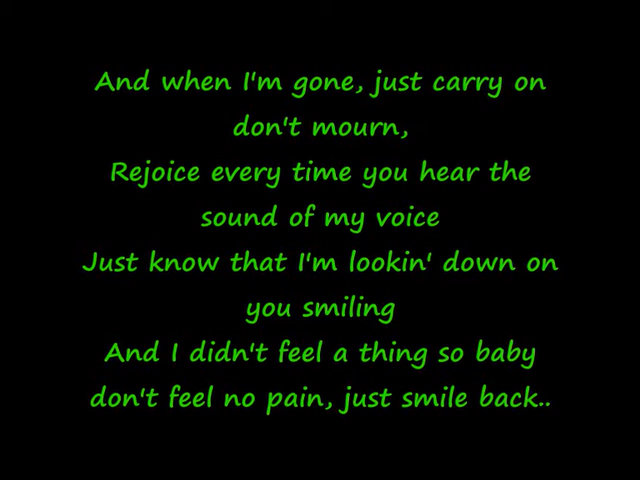 And when I'm gone, just carry on
don't mourn,
Rejoice every time you hear the
sound of my voice
Just know that I'm lookin' down on
you smiling
And I didn't feel a thing so baby
don't feel no pain, just smile back..